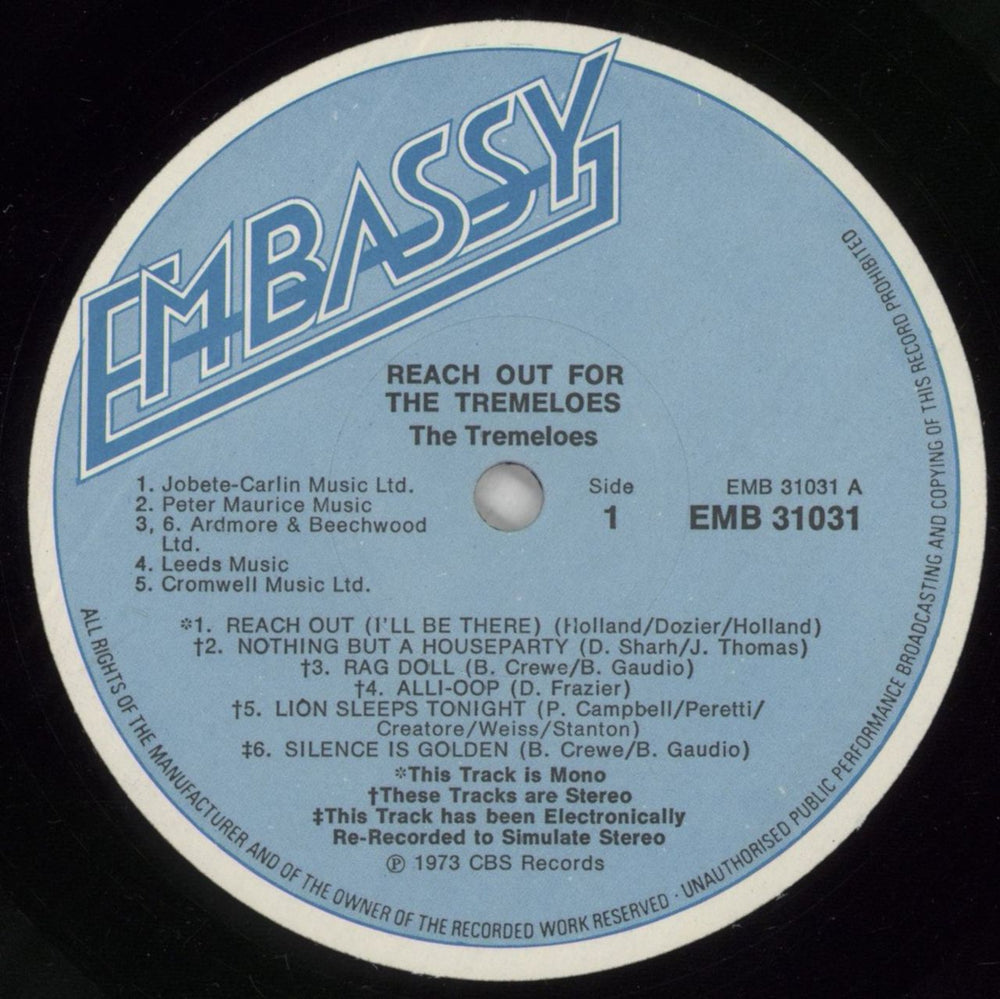 EMBASSY
REACH OUT FOR
THE TREMELOES
The Tremeloes
1. Jobete-Carlin Music Ltd.
2. Peter Maurice Music
3, 6. Ardmore & Beechwood
Ltd.
4. Leeds Music
5. Cromwell Music Ltd.
Side
1
EMB 31031 A
EMB 31031
*1. REACH OUT (I'LL BE THERE) (Holland/Dozier/Holland)
†2. NOTHING BUT A HOUSEPARTY (D. Sharh/J. Thomas)
†3. RAG DOLL (B. Crewe/B. Gaudio)
†4. ALLI-OOP (D. Frazier)
†5. LION SLEEPS TONIGHT (P. Campbell/Peretti/
Creatore/Weiss/Stanton)
‡6. SILENCE IS GOLDEN (B. Crewe/B. Gaudio)
*This Track is Mono
†These Tracks are Stereo
‡This Track has been Electronically
Re-Recorded to Simulate Stereo
℗ 1973 CBS Records
ALL RIGHTS OF THE MANUFACTURER AND OF THE OWNER OF THE RECORDED WORK RESERVED · UNAUTHORISED PUBLIC PERFORMANCE BROADCASTING AND COPYING OF THIS RECORD PROHIBITED